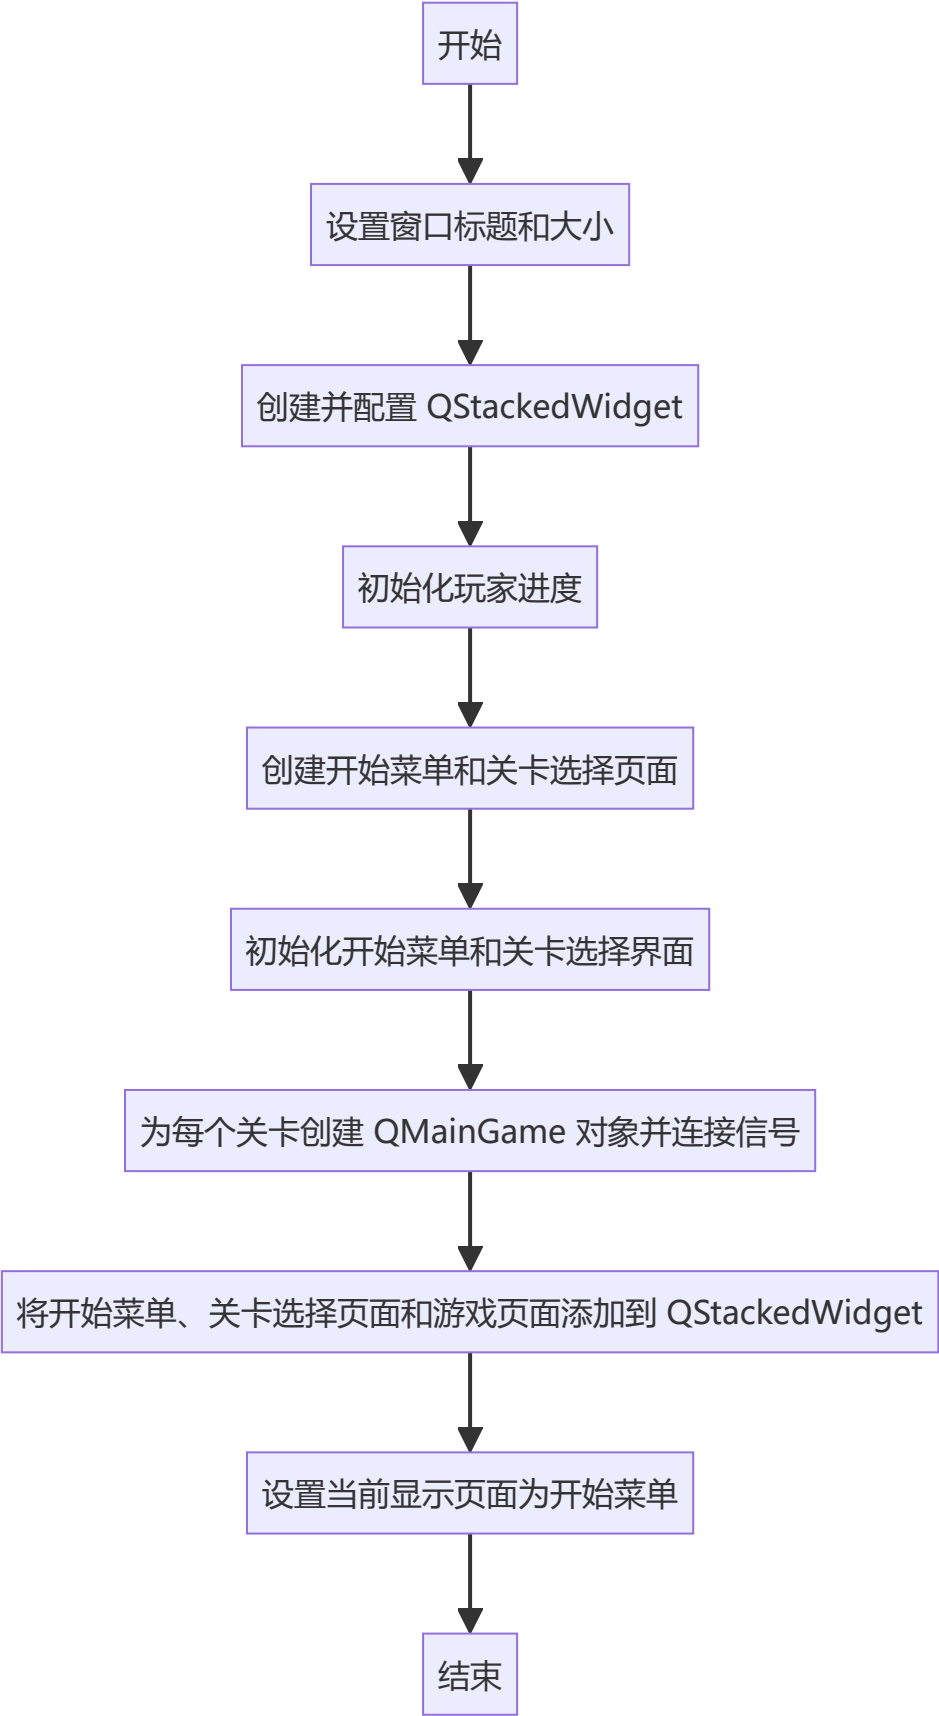 开始
设置窗口标题和大小
创建并配置 QStackedWidget
初始化玩家进度
创建开始菜单和关卡选择页面
初始化开始菜单和关卡选择界面
为每个关卡创建 QMainGame 对象并连接信号
将开始菜单、关卡选择页面和游戏页面添加到 QStackedWidget
设置当前显示页面为开始菜单
结束